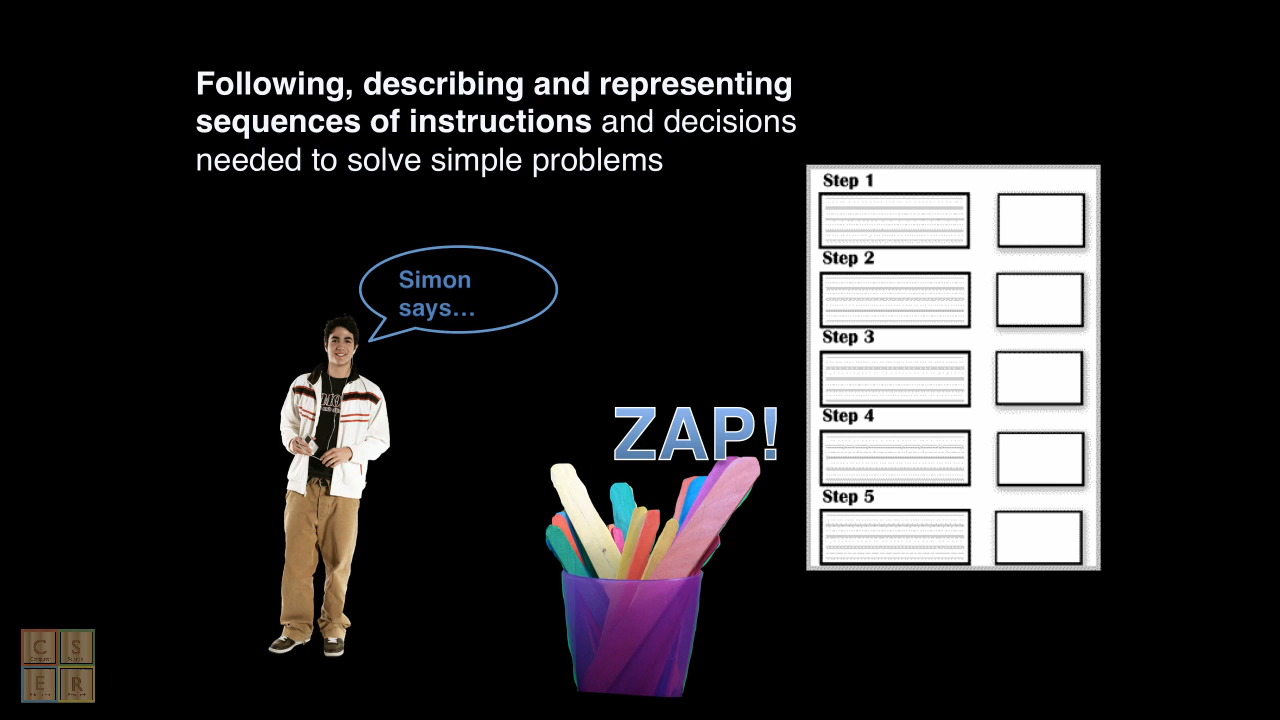 Following, describing and representing
sequences of instructions and decisions
needed to solve simple problems
Simon
says…
ZAP!
Step 1
Step 2
Step 3
Step 4
Step 5
C S
E R